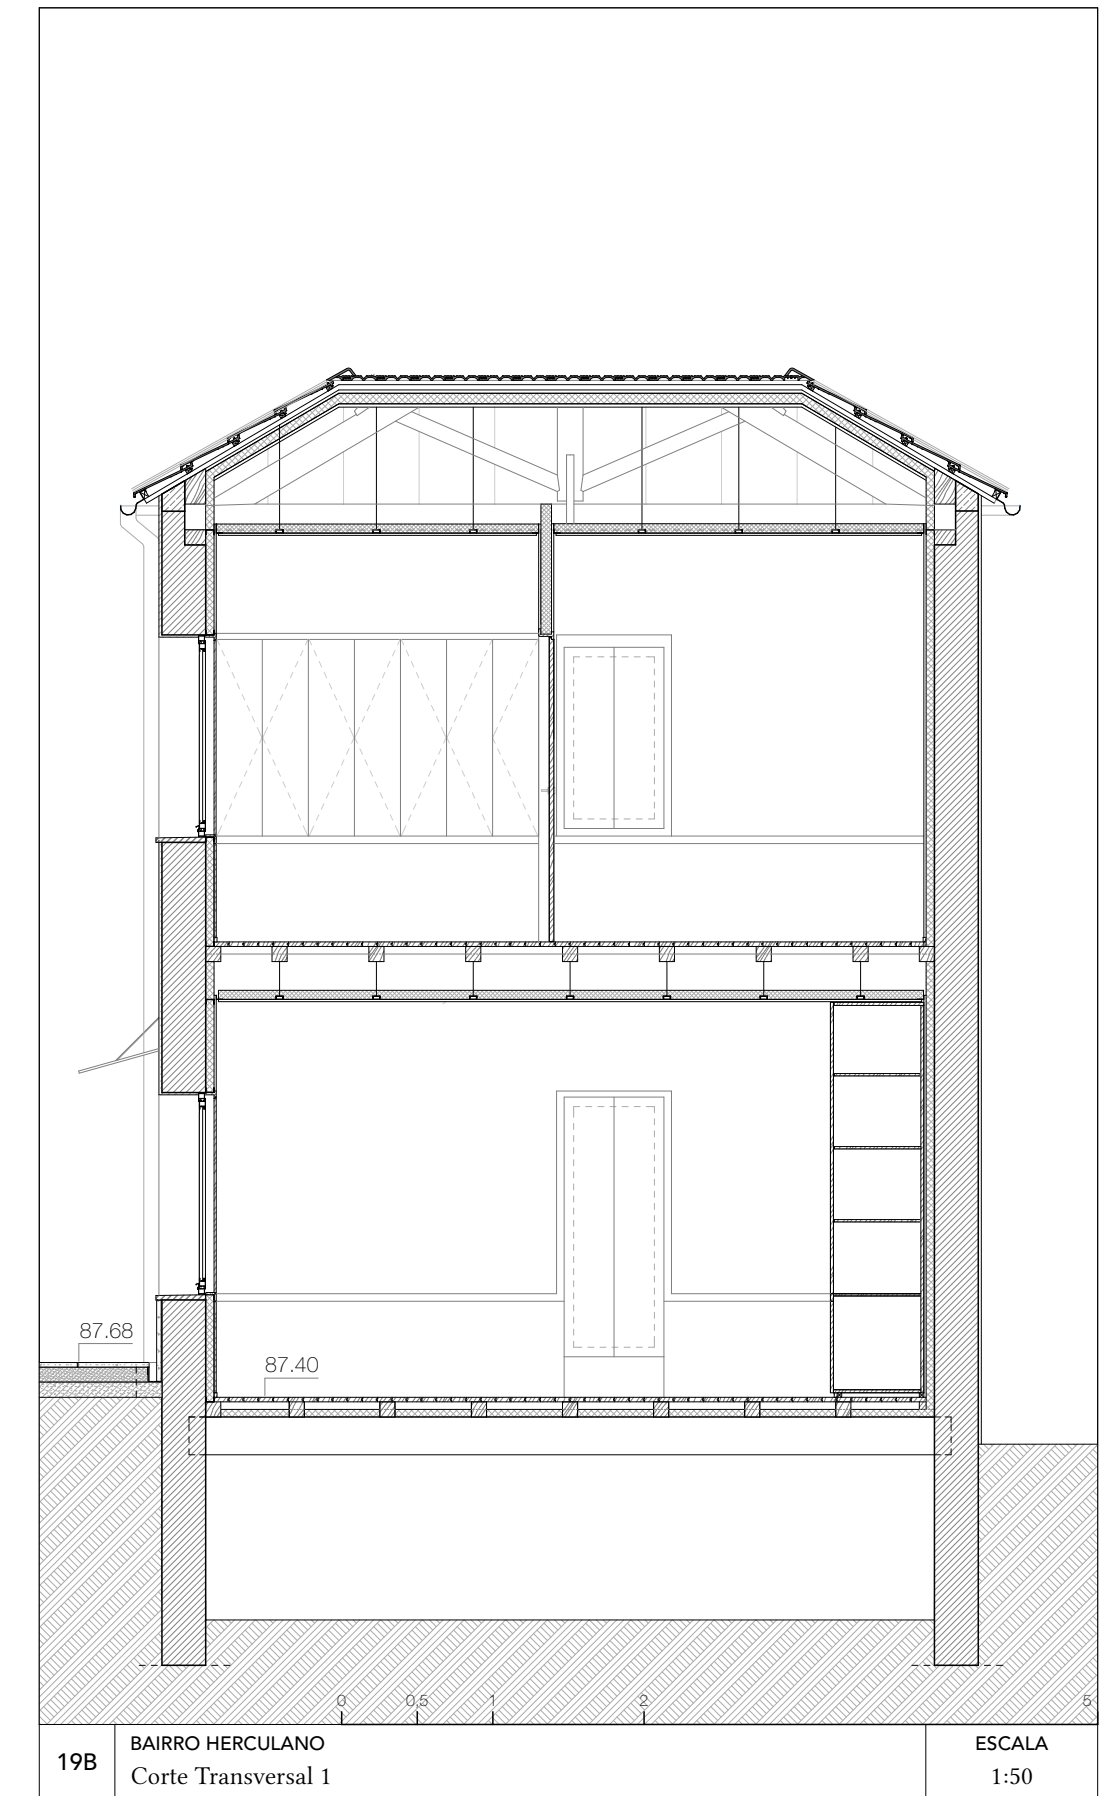 87.68
87.40
0 0,5 1 2 5
19B
BAIRRO HERCULANO
Corte Transversal 1
ESCALA
1:50